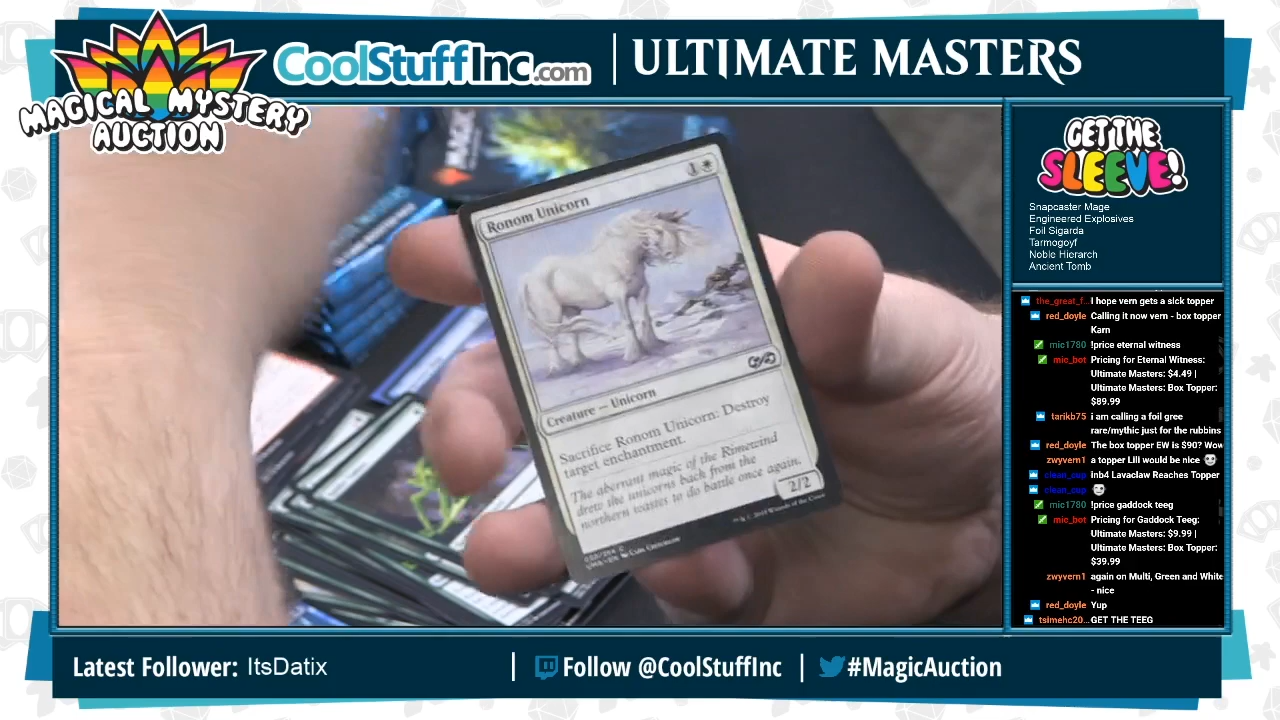 MAGICAL MYSTERY
AUCTION
CoolStuffInc.com
ULTIMATE MASTERS
MAGIC
Ronom Unicorn
1
Creature — Unicorn
Sacrifice Ronom Unicorn: Destroy
target enchantment.
The aberrant magic of the Rimewind
drew the unicorns back from the
northern wastes to do battle once again.
2/2
GET THE
SLEEVE!
Snapcaster Mage
Engineered Explosives
Foil Sigarda
Tarmogoyf
Noble Hierarch
Ancient Tomb
the_great_f... I hope vern gets a sick topper
red_doyle Calling it now vern - box topper
Karn
mic1780 !price eternal witness
mic_bot Pricing for Eternal Witness:
Ultimate Masters: $4.49 |
Ultimate Masters: Box Topper:
$89.99
tarikb75 i am calling a foil gree
rare/mythic just for the rubbins
red_doyle The box topper EW is $90? Wow
zwyvern1 a topper Lili would be nice
clean_cup inb4 Lavaclaw Reaches Topper
clean_cup
mic1780 !price gaddock teeg
mic_bot Pricing for Gaddock Teeg:
Ultimate Masters: $9.99 |
Ultimate Masters: Box Topper:
$39.99
zwyvern1 again on Multi, Green and White
- nice
red_doyle Yup
tsimehc20... GET THE TEEG
Latest Follower: ItsDatix
| Follow @CoolStuffInc | #MagicAuction